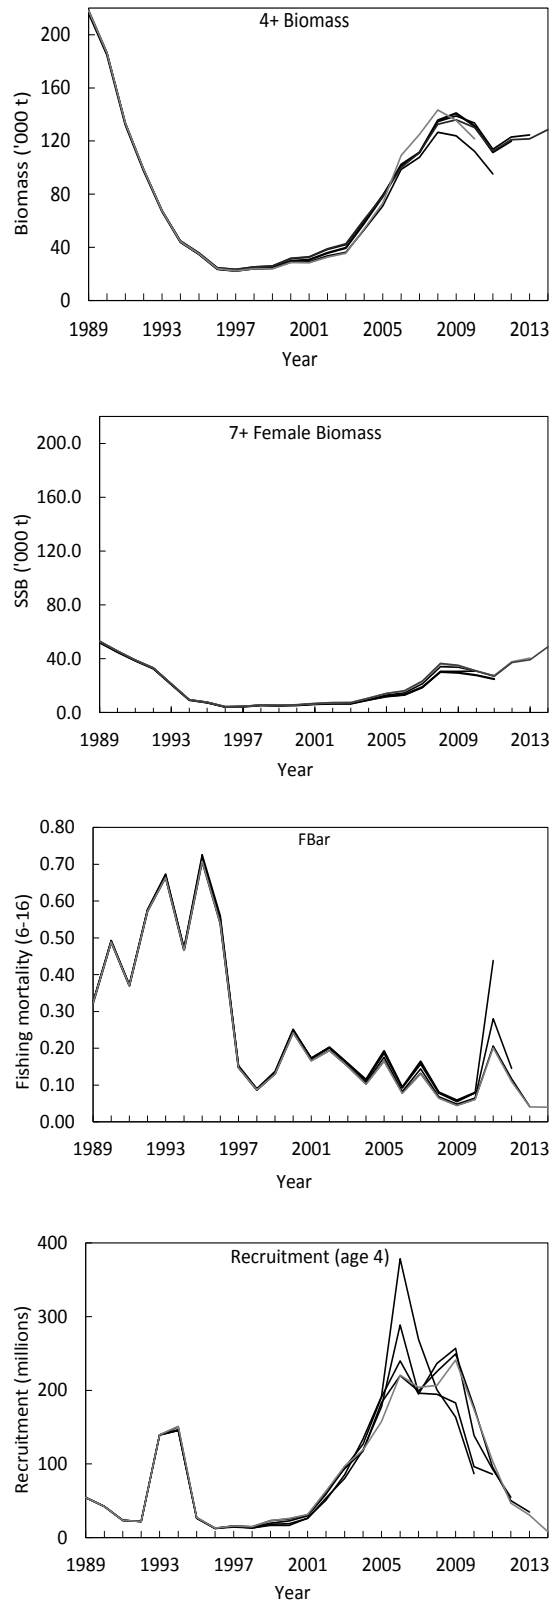 4+ Biomass
220
200
160
120
80
40
0
Biomass ('000 t)
1989 1993 1997 2001 2005 2009 2013
Year
7+ Female Biomass
200.0
160.0
120.0
80.0
40.0
0.0
SSB ('000 t)
1989 1993 1997 2001 2005 2009 2013
Year
FBar
0.80
0.70
0.60
0.50
0.40
0.30
0.20
0.10
0.00
Fishing mortality (6-16)
1989 1993 1997 2001 2005 2009 2013
Year
Recruitment (age 4)
400
300
200
100
0
Recruitment (millions)
1989 1993 1997 2001 2005 2009 2013
Year